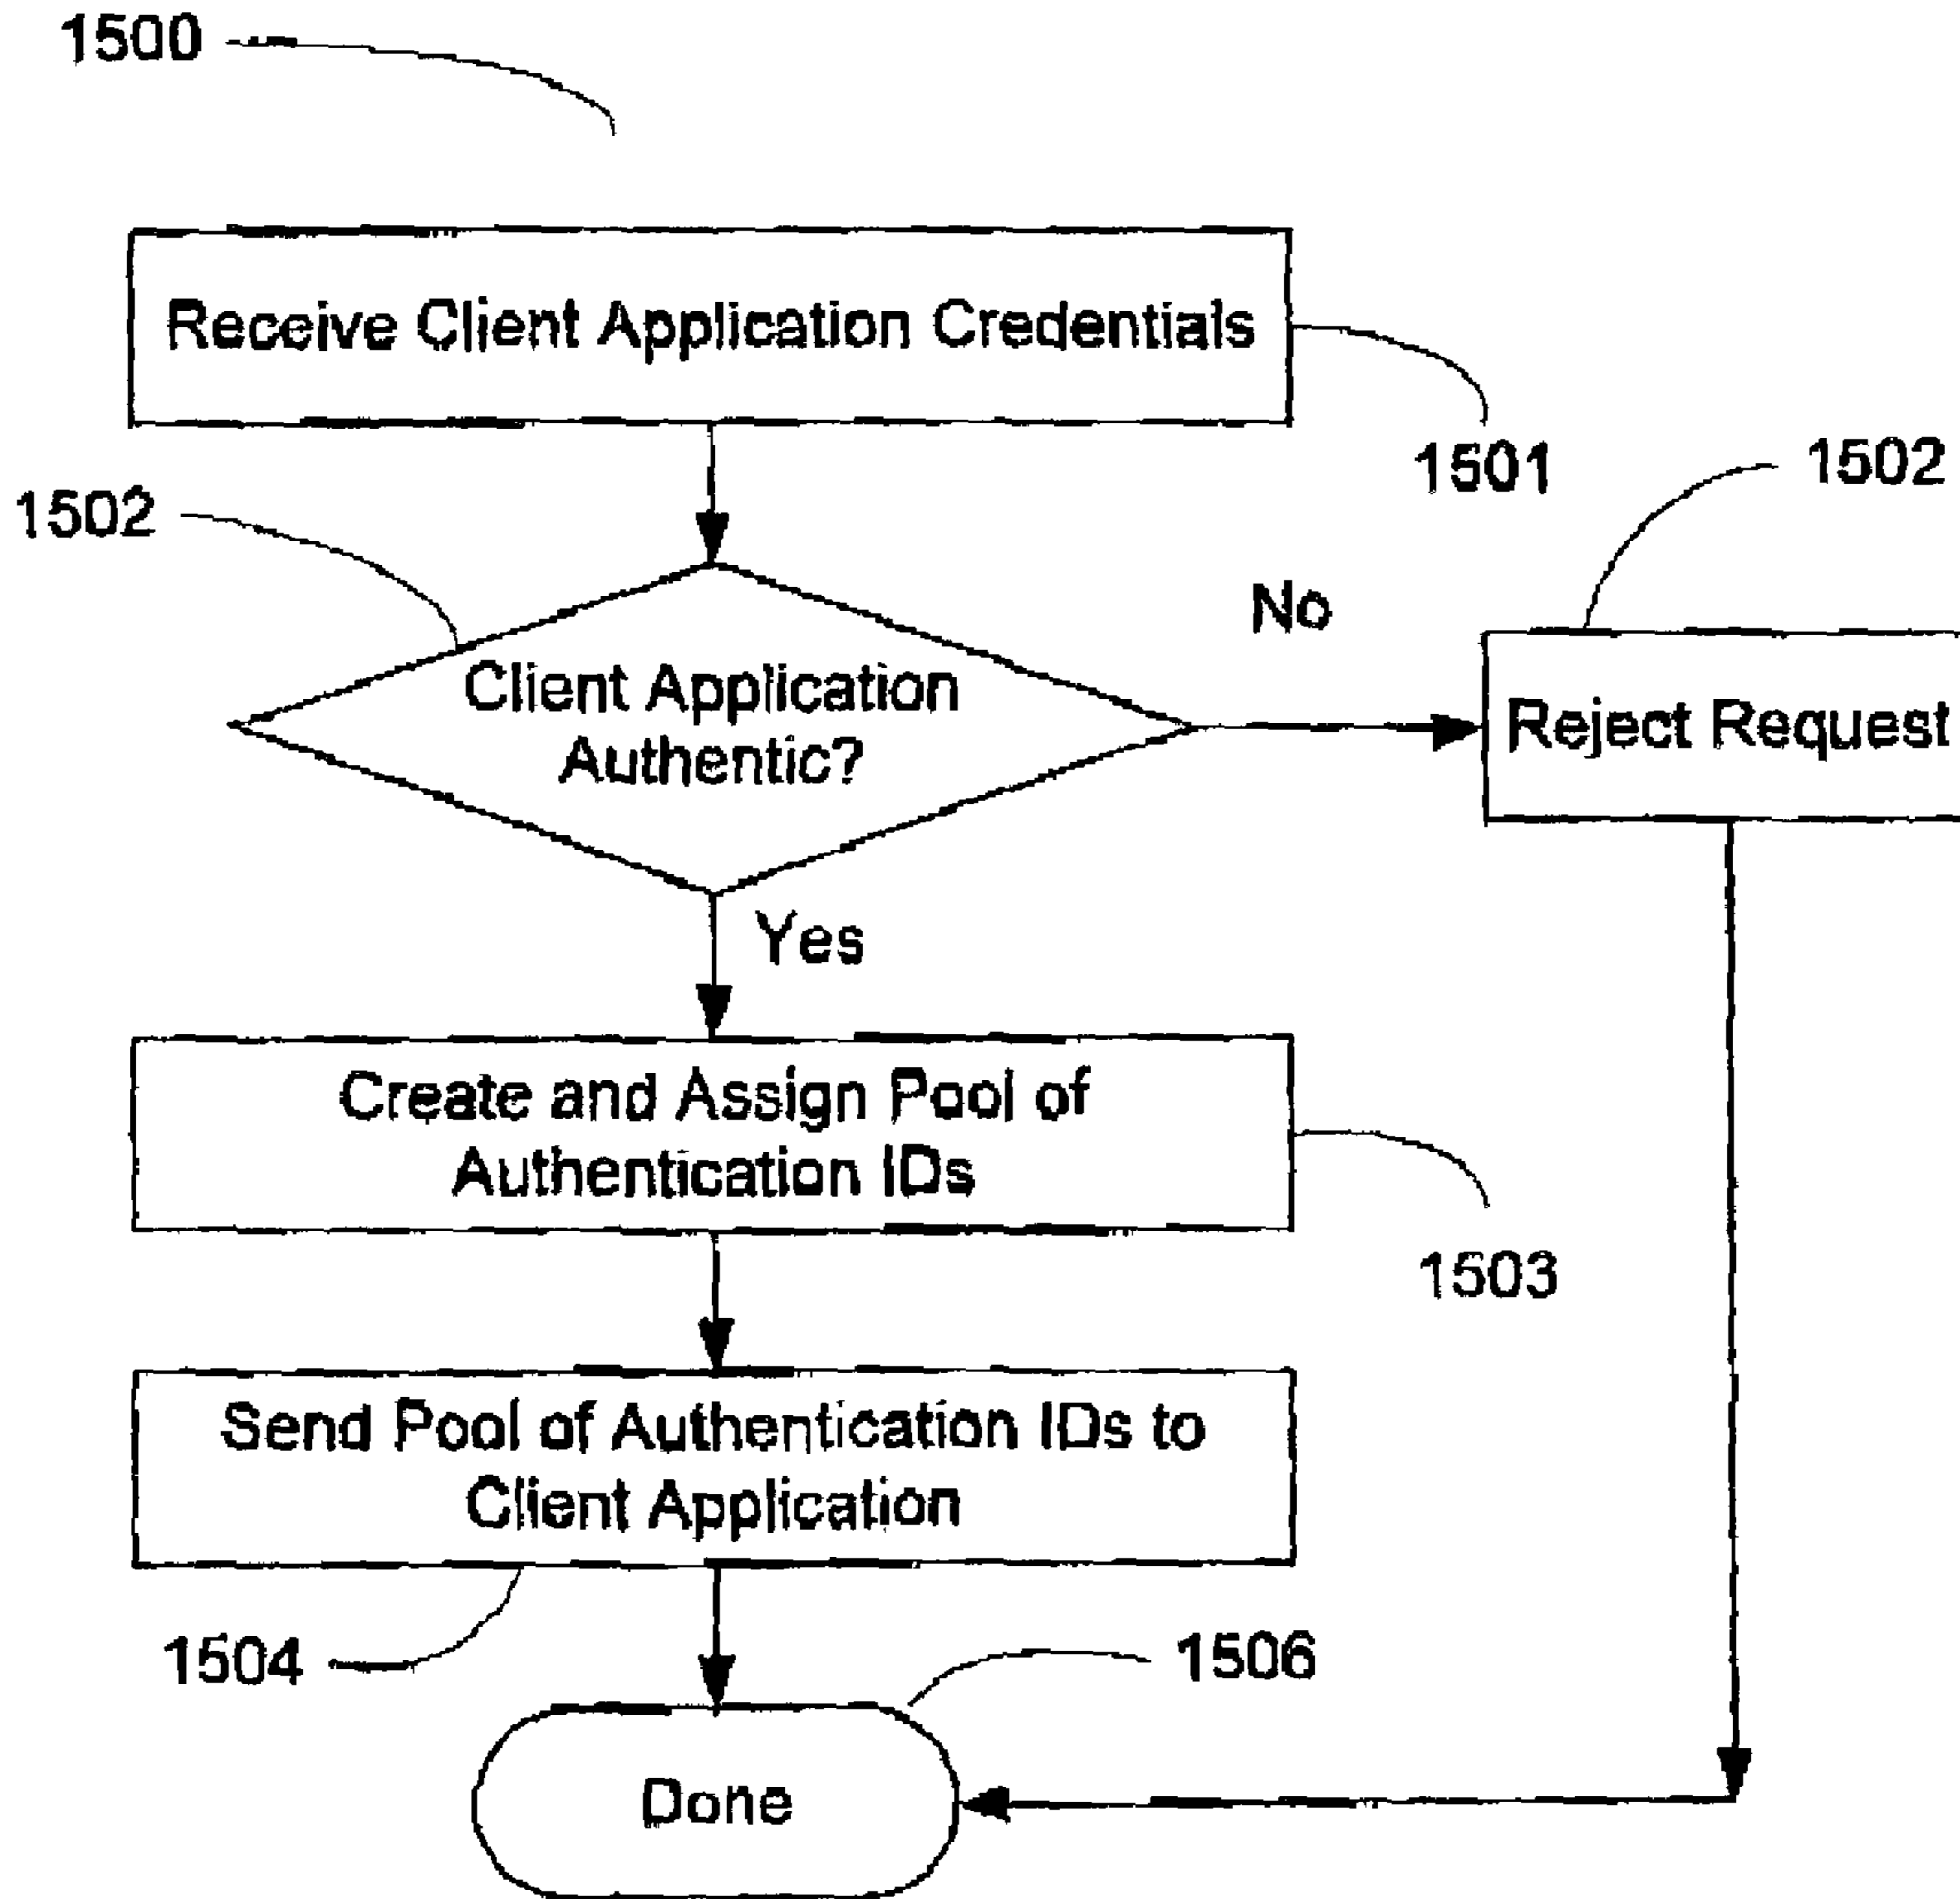 1500
Receive Client Application Credentials
1501
1502
1502
No
Client Application
Authentic?
Reject Request
Yes
Create and Assign Pool of
Authentication IDs
1503
Send Pool of Authentication IDs to
Client Application
1504
1506
Done